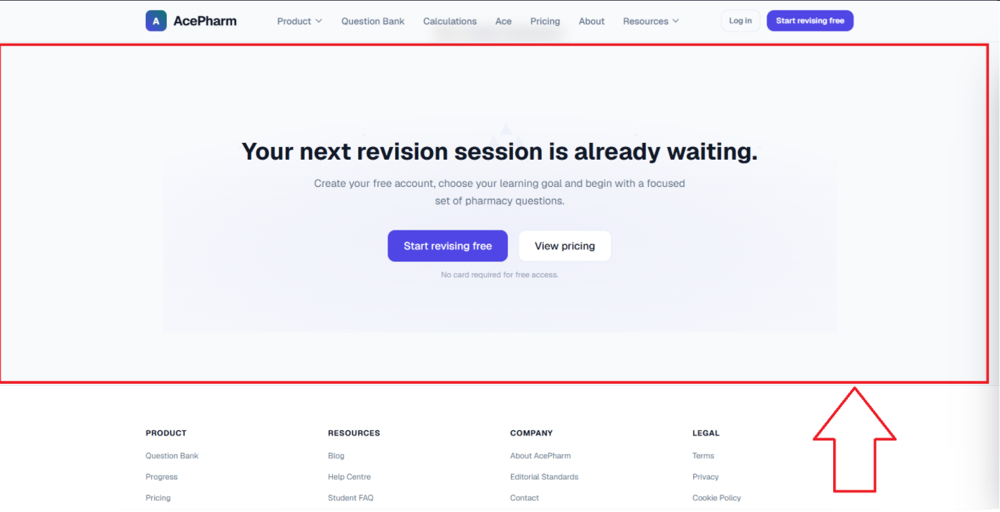 A AcePharm Product Question Bank Calculations Ace Pricing About Resources Log in Start revising free
Your next revision session is already waiting.
Create your free account, choose your learning goal and begin with a focused
set of pharmacy questions.
Start revising free View pricing
No card required for free access.
PRODUCT RESOURCES COMPANY LEGAL
Question Bank Blog About AcePharm Terms
Progress Help Centre Editorial Standards Privacy
Pricing Student FAQ Contact Cookie Policy